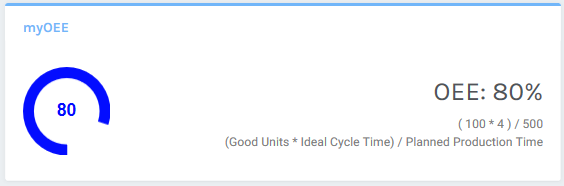 myOEE
80
OEE: 80%
( 100 * 4 ) / 500
(Good Units * Ideal Cycle Time) / Planned Production Time